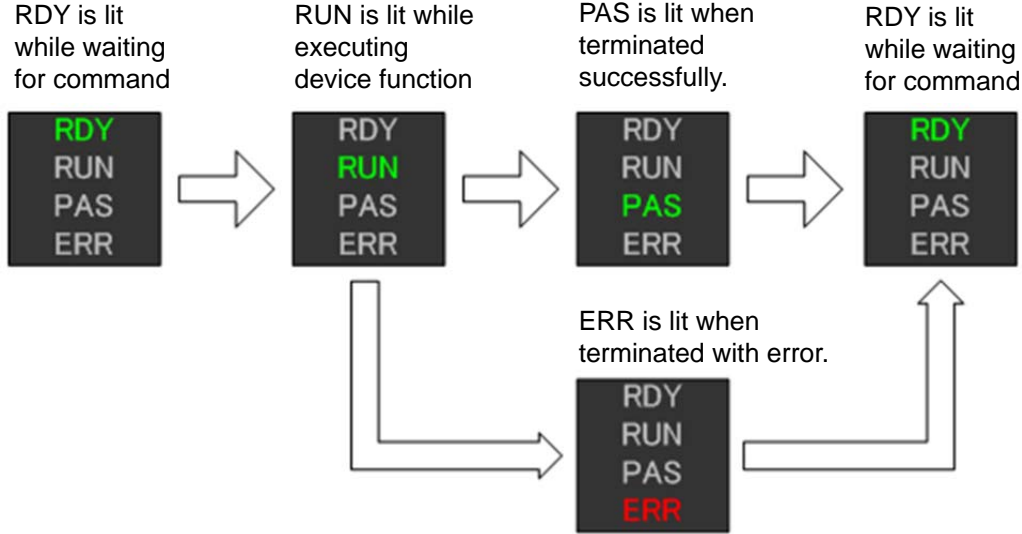 RDY is lit
while waiting
for command
RUN is lit while
executing
device function
PAS is lit when
terminated
successfully.
RDY is lit
while waiting
for command
RDY
RUN
PAS
ERR
RDY
RUN
PAS
ERR
RDY
RUN
PAS
ERR
RDY
RUN
PAS
ERR
ERR is lit when
terminated with error.
RDY
RUN
PAS
ERR